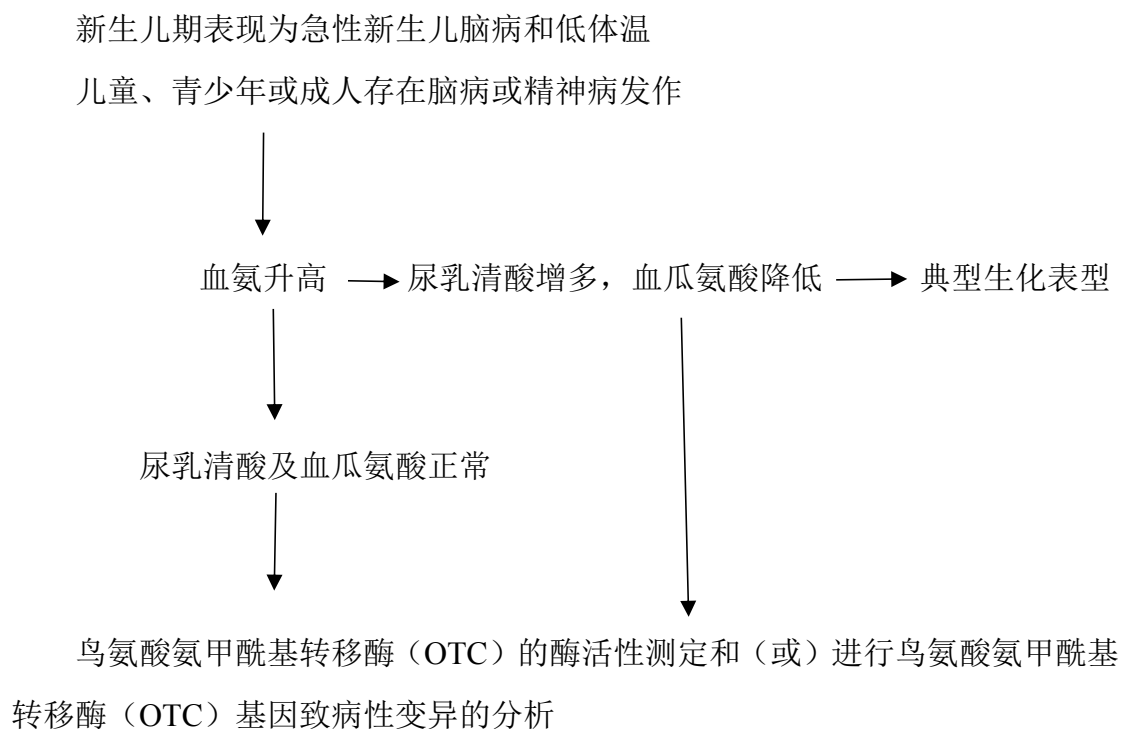 新生儿期表现为急性新生儿脑病和低体温
儿童、青少年或成人存在脑病或精神病发作
血氨升高
尿乳清酸增多，血瓜氨酸降低
典型生化表型
尿乳清酸及血瓜氨酸正常
鸟氨酸氨甲酰基转移酶（OTC）的酶活性测定和（或）进行鸟氨酸氨甲酰基
转移酶（OTC）基因致病性变异的分析